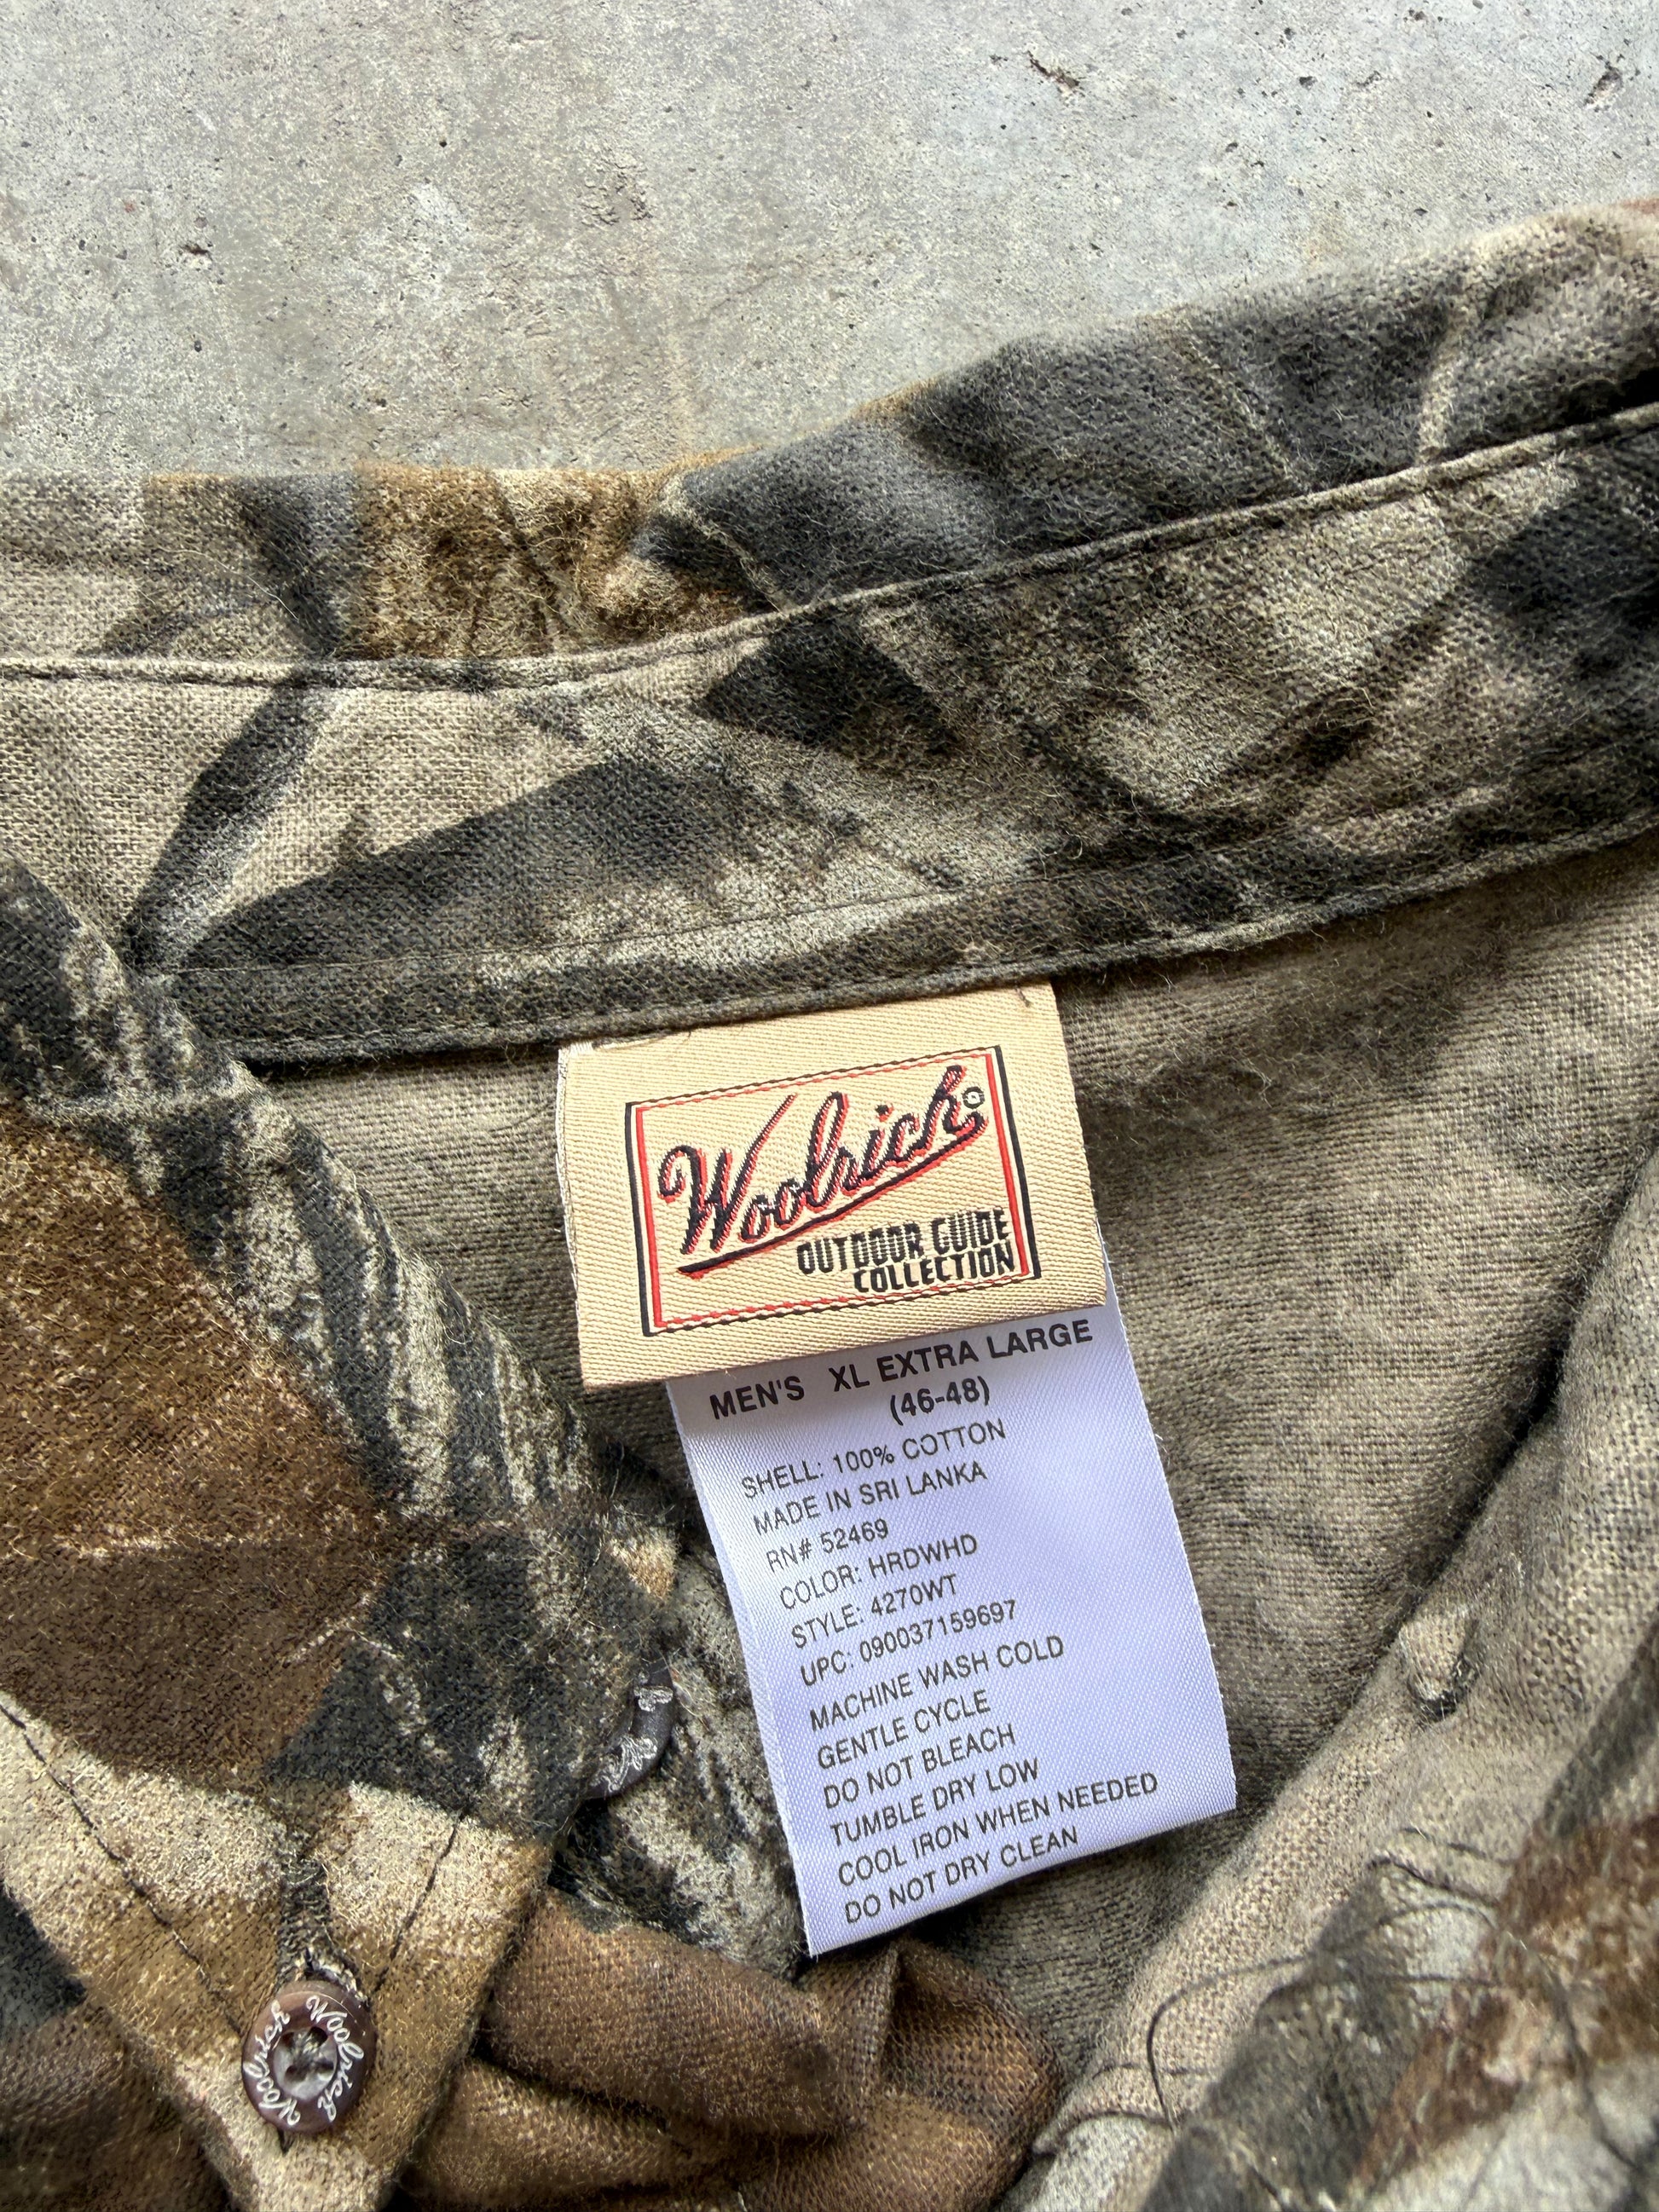 Woolrich
OUTDOOR GUIDE
COLLECTION
MEN'S XL EXTRA LARGE
(46-48)
SHELL: 100% COTTON
MADE IN SRI LANKA
RN# 52469
COLOR: HRDWHD
STYLE: 4270WT
UPC: 090037159697
MACHINE WASH COLD
GENTLE CYCLE
DO NOT BLEACH
TUMBLE DRY LOW
COOL IRON WHEN NEEDED
DO NOT DRY CLEAN
Woolrich Woolrich